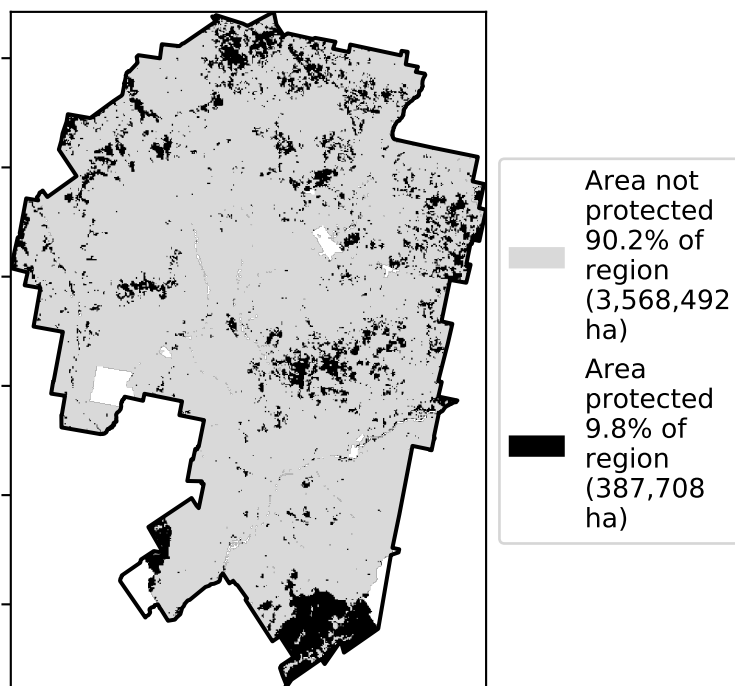 Area not
protected
90.2% of
region
(3,568,492
ha)
Area
protected
9.8% of
region
(387,708
ha)